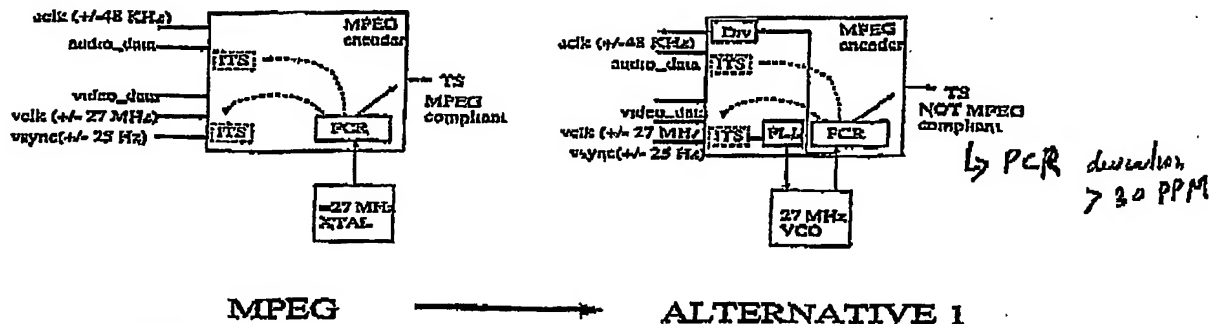 aclk (+/-48 KHz)
audio_data
ITS
MPEG
encoder
video_data
vclk (+/- 27 MHz)
vsync(+/- 25 Hz)
ITS
PCR
TS
MPEG
compliant
=27 MHz
XTAL
aclk (+/-48 KHz)
Div
MPEG
encoder
audio_data
ITS
video_data
vclk (+/- 27 MHz)
vsync(+/- 25 Hz)
ITS
PLL
PCR
TS
NOT MPEG
compliant
27 MHz
VCO
PCR
> 30 PPM
MPEG
ALTERNATIVE 1